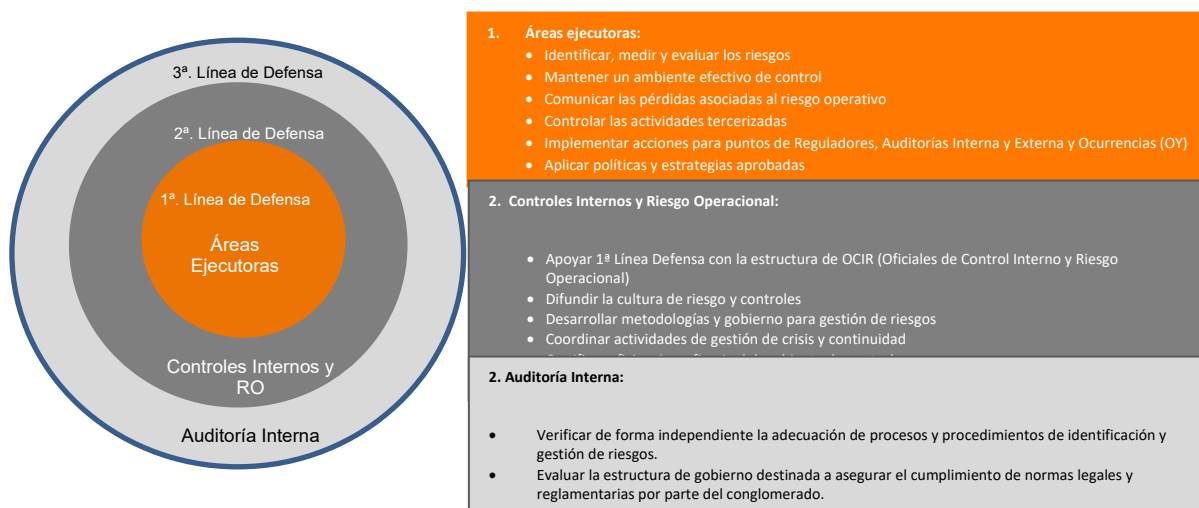 3ª. Línea de Defensa
2ª. Línea de Defensa
1ª. Línea de Defensa
Áreas
Ejecutoras
Controles Internos y
RO
Auditoría Interna
1. Áreas ejecutoras:
• Identificar, medir y evaluar los riesgos
• Mantener un ambiente efectivo de control
• Comunicar las pérdidas asociadas al riesgo operativo
• Controlar las actividades tercerizadas
• Implementar acciones para puntos de Reguladores, Auditorías Interna y Externa y Ocurrencias (OY)
• Aplicar políticas y estrategias aprobadas
2. Controles Internos y Riesgo Operacional:
• Apoyar 1ª Línea Defensa con la estructura de OCIR (Oficiales de Control Interno y Riesgo
Operacional)
• Difundir la cultura de riesgo y controles
• Desarrollar metodologías y gobierno para gestión de riesgos
• Coordinar actividades de gestión de crisis y continuidad
2. Auditoría Interna:
• Verificar de forma independiente la adecuación de procesos y procedimientos de identificación y
gestión de riesgos.
• Evaluar la estructura de gobierno destinada a asegurar el cumplimiento de normas legales y
reglamentarias por parte del conglomerado.